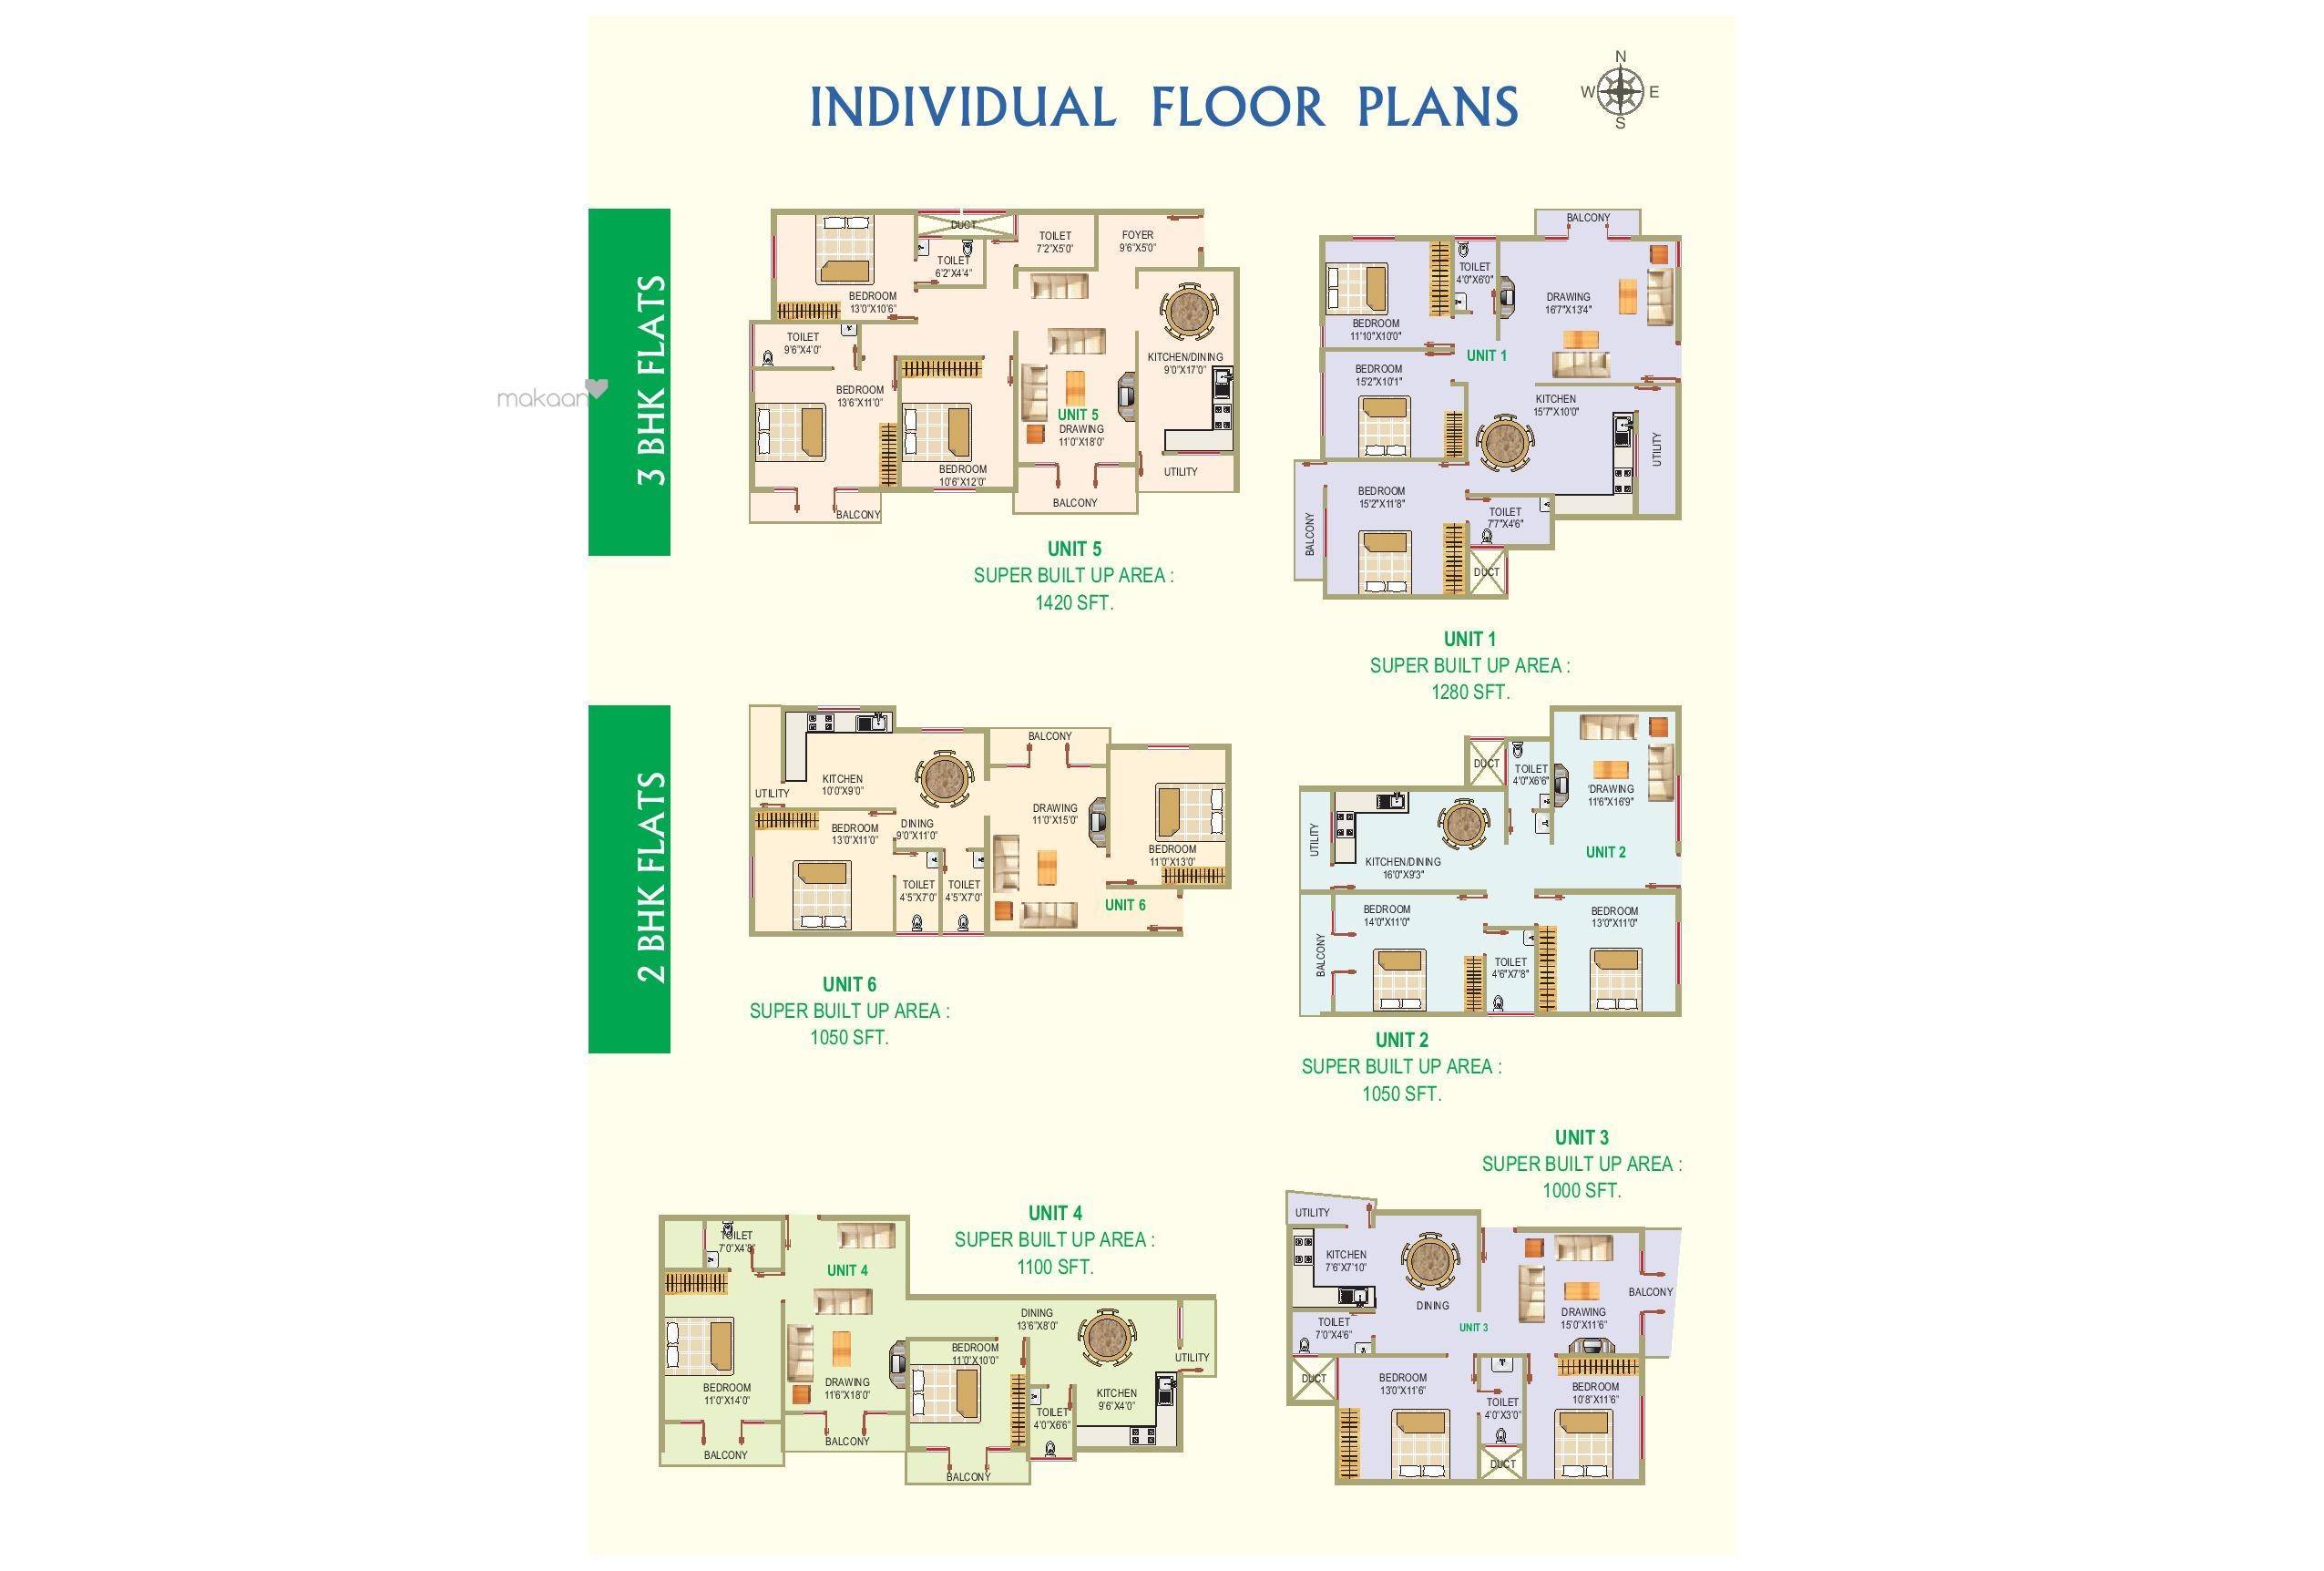 INDIVIDUAL FLOOR PLANS
N
W
E
S
makaan
3 BHK FLATS
DUCT
TOILET
7'2"X5'0"
FOYER
9'6"X5'0"
TOILET
6'2"X4'4"
BEDROOM
13'0"X10'6"
TOILET
9'6"X4'0"
KITCHEN/DINING
9'0"X17'0"
BEDROOM
13'6"X11'0"
UNIT 5
DRAWING
11'0"X18'0"
BEDROOM
10'6"X12'0"
UTILITY
BALCONY
BALCONY
UNIT 5
SUPER BUILT UP AREA :
1420 SFT.
BALCONY
TOILET
4'0"X6'0"
DRAWING
16'7"X13'4"
BEDROOM
11'10"X10'0"
UNIT 1
BEDROOM
15'2"X10'1"
KITCHEN
15'7"X10'0"
UTILITY
BEDROOM
15'2"X11'8"
TOILET
7'7"X4'6"
BALCONY
DUCT
UNIT 1
SUPER BUILT UP AREA :
1280 SFT.
2 BHK FLATS
BALCONY
KITCHEN
10'0"X9'0"
UTILITY
DRAWING
11'0"X15'0"
DINING
9'0"X11'0"
BEDROOM
13'0"X11'0"
BEDROOM
11'0"X13'0"
TOILET
4'5"X7'0"
TOILET
4'5"X7'0"
UNIT 6
UNIT 6
SUPER BUILT UP AREA :
1050 SFT.
DUCT
TOILET
4'0"X6'6"
DRAWING
11'6"X16'9"
UTILITY
KITCHEN/DINING
16'0"X9'3"
UNIT 2
BEDROOM
14'0"X11'0"
BEDROOM
13'0"X11'0"
BALCONY
TOILET
4'6"X7'8"
UNIT 2
SUPER BUILT UP AREA :
1050 SFT.
UNIT 3
SUPER BUILT UP AREA :
1000 SFT.
UNIT 4
SUPER BUILT UP AREA :
1100 SFT.
TOILET
7'0"X4'8"
UNIT 4
DINING
13'6"X8'0"
BEDROOM
11'0"X10'0"
UTILITY
BEDROOM
11'0"X14'0"
DRAWING
11'6"X18'0"
KITCHEN
9'6"X4'0"
TOILET
4'0"X6'6"
BALCONY
BALCONY
BALCONY
UTILITY
KITCHEN
7'6"X7'10"
DINING
BALCONY
DRAWING
15'0"X11'6"
TOILET
7'0"X4'6"
UNIT 3
DUCT
BEDROOM
13'0"X11'6"
BEDROOM
10'8"X11'6"
TOILET
4'0"X3'0"
DUCT